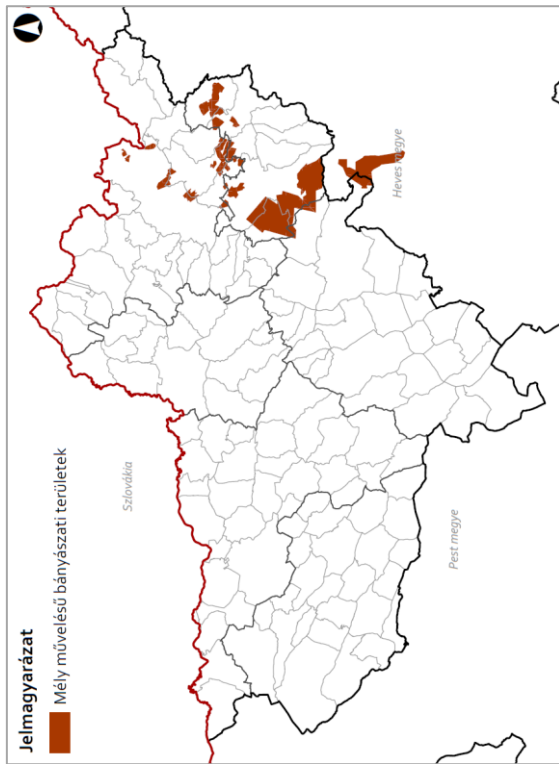 Jelmagyarázat
Mély művelésű bányászati területek
Szlovákia
Heves megye
Pest megye